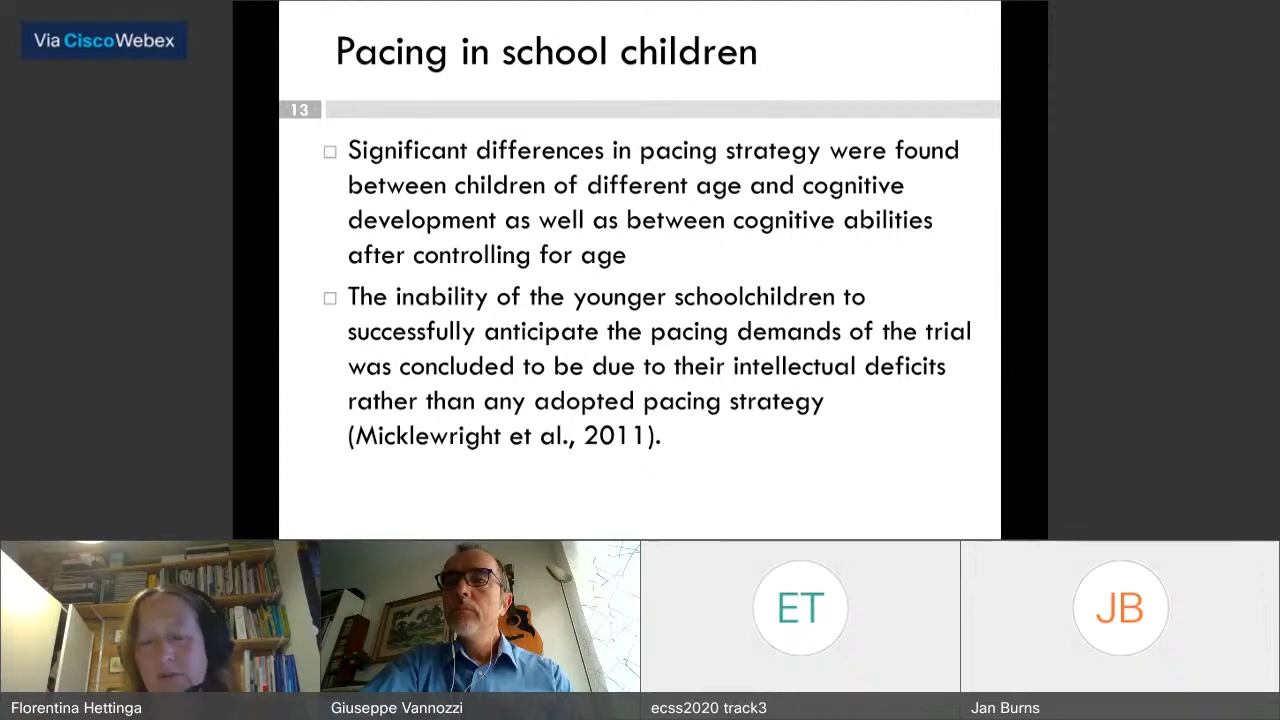 Via CiscoWebex
Pacing in school children
13
Significant differences in pacing strategy were found
between children of different age and cognitive
development as well as between cognitive abilities
after controlling for age
The inability of the younger schoolchildren to
successfully anticipate the pacing demands of the trial
was concluded to be due to their intellectual deficits
rather than any adopted pacing strategy
(Micklewright et al., 2011).
ET
JB
Florentina Hettinga
Giuseppe Vannozzi
ecss2020 track3
Jan Burns